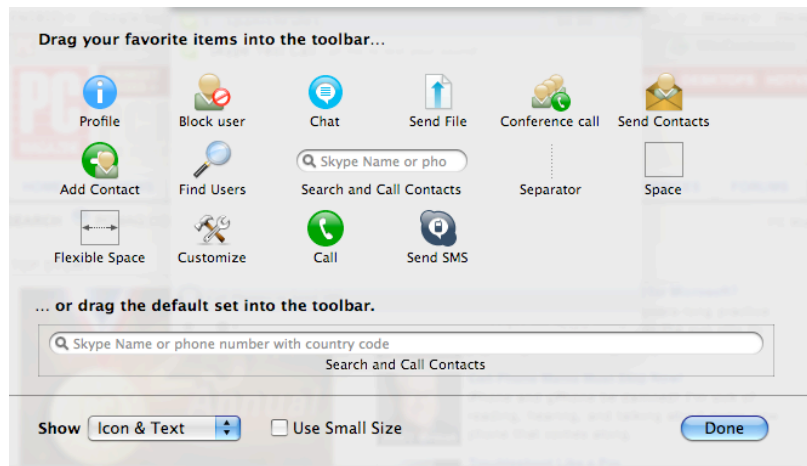 Drag your favorite items into the toolbar...
Profile Block user Chat Send File Conference call Send Contacts
Skype Name or pho
Add Contact Find Users Search and Call Contacts Separator Space
Flexible Space Customize Call Send SMS
... or drag the default set into the toolbar.
Skype Name or phone number with country code
Search and Call Contacts
Show Icon & Text Use Small Size Done